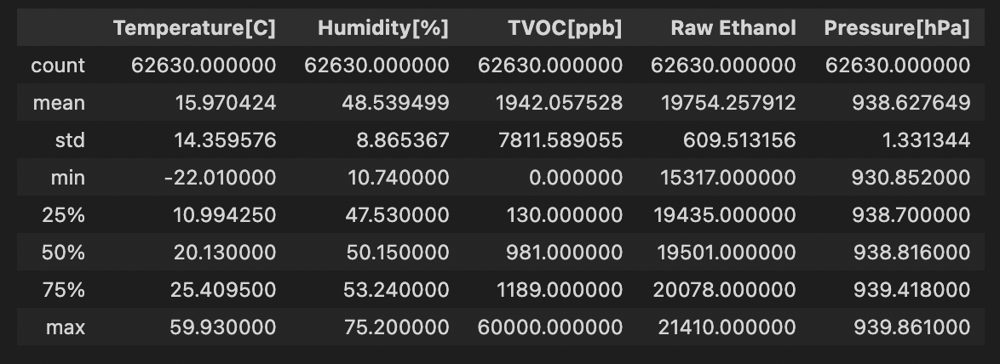 Temperature[C] Humidity[%] TVOC[ppb] Raw Ethanol Pressure[hPa]
count 62630.000000 62630.000000 62630.000000 62630.000000 62630.000000
mean 15.970424 48.539499 1942.057528 19754.257912 938.627649
std 14.359576 8.865367 7811.589055 609.513156 1.331344
min -22.010000 10.740000 0.000000 15317.000000 930.852000
25% 10.994250 47.530000 130.000000 19435.000000 938.700000
50% 20.130000 50.150000 981.000000 19501.000000 938.816000
75% 25.409500 53.240000 1189.000000 20078.000000 939.418000
max 59.930000 75.200000 60000.000000 21410.000000 939.861000